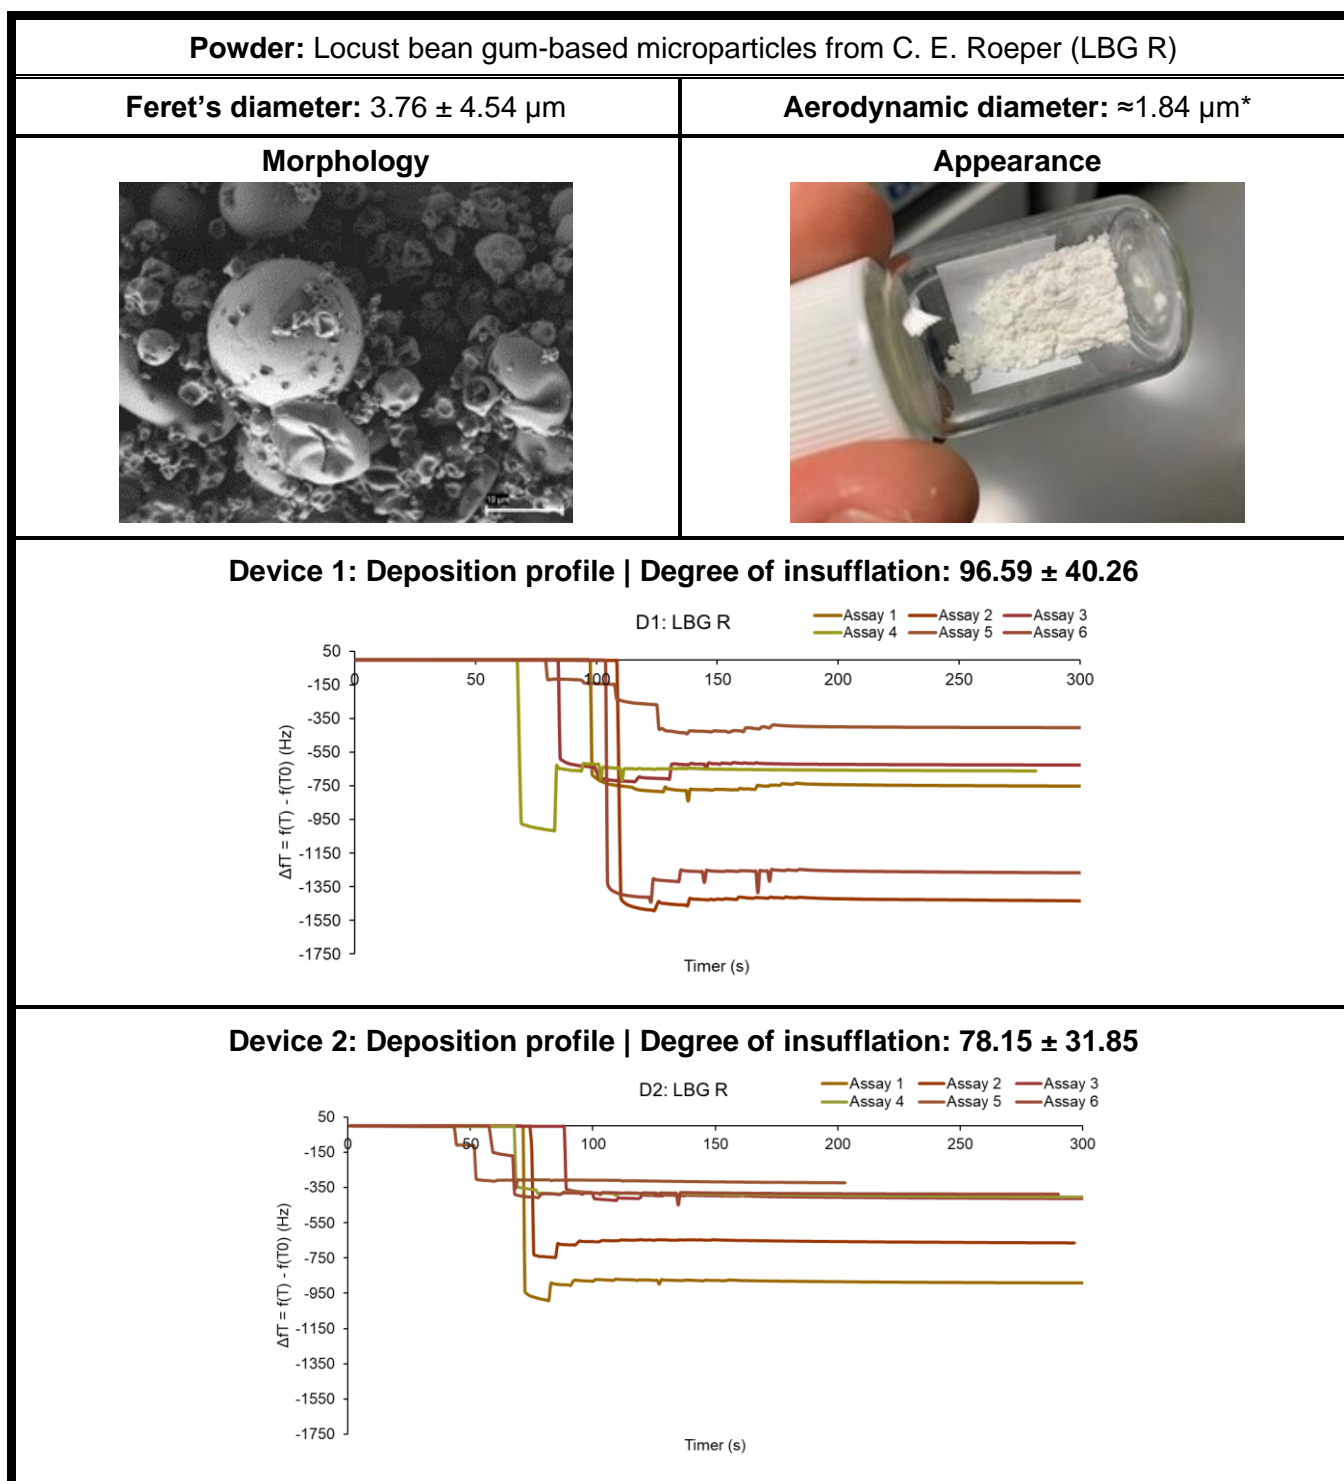 Powder: Locust bean gum-based microparticles from C. E. Roeper (LBG R)
Feret’s diameter: 3.76 ± 4.54 µm
Aerodynamic diameter: ≈1.84 µm*
Morphology
Appearance
Device 1: Deposition profile | Degree of insufflation: 96.59 ± 40.26
D1: LBG R
Assay 1 Assay 2 Assay 3
Assay 4 Assay 5 Assay 6
50
-150
-350
-550
-750
-950
-1150
-1350
-1550
-1750
0 50 100 150 200 250 300
ΔfT = f(T) - f(T0) (Hz)
Timer (s)
Device 2: Deposition profile | Degree of insufflation: 78.15 ± 31.85
D2: LBG R
Assay 1 Assay 2 Assay 3
Assay 4 Assay 5 Assay 6
50
-150
-350
-550
-750
-950
-1150
-1350
-1550
-1750
0 50 100 150 200 250 300
ΔfT = f(T) - f(T0) (Hz)
Timer (s)